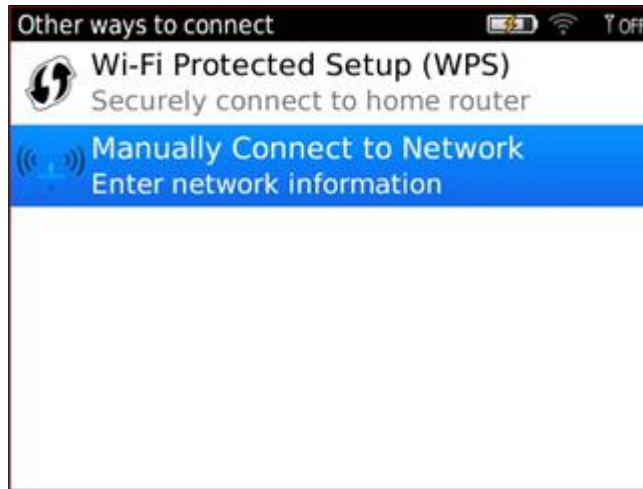 Other ways to connect OFF
Wi-Fi Protected Setup (WPS)
Securely connect to home router
Manually Connect to Network
Enter network information